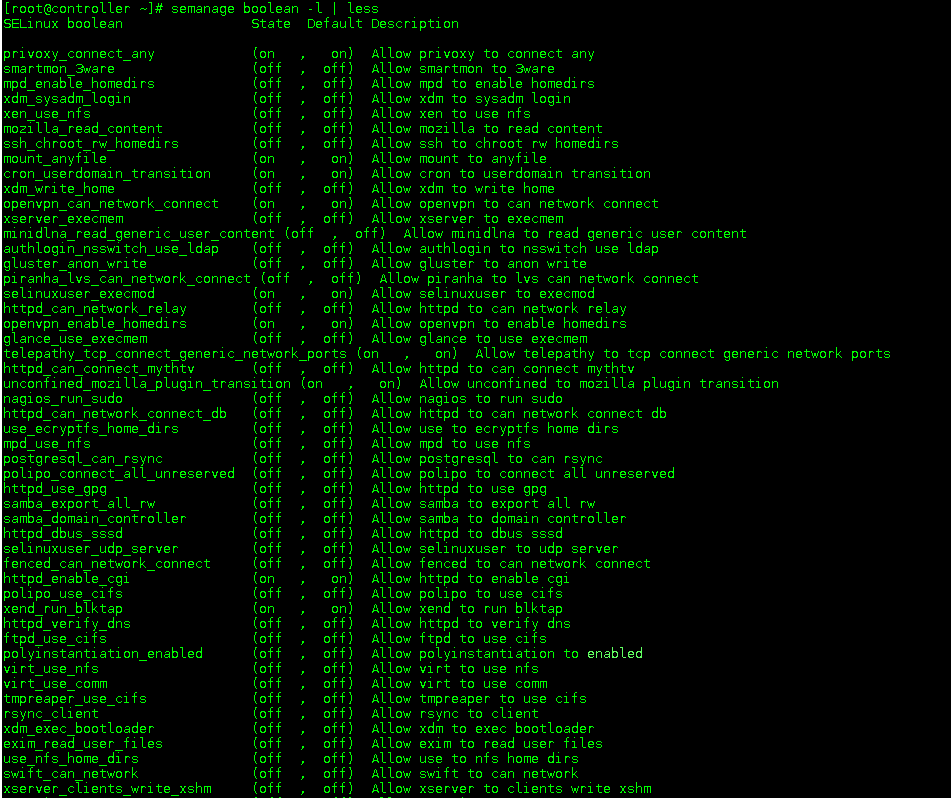 [root@controller ~]# semanage boolean -l | less
SELinux boolean                State  Default Description

privoxy_connect_any            (on   ,   on)  Allow privoxy to connect any
smartmon_3ware                 (off  ,  off)  Allow smartmon to 3ware
mpd_enable_homedirs            (off  ,  off)  Allow mpd to enable homedirs
xdm_sysadm_login               (off  ,  off)  Allow xdm to sysadm login
xen_use_nfs                    (off  ,  off)  Allow xen to use nfs
mozilla_read_content           (off  ,  off)  Allow mozilla to read content
ssh_chroot_rw_homedirs         (off  ,  off)  Allow ssh to chroot rw homedirs
mount_anyfile                  (on   ,   on)  Allow mount to anyfile
cron_userdomain_transition     (on   ,   on)  Allow cron to userdomain transition
xdm_write_home                 (off  ,  off)  Allow xdm to write home
openvpn_can_network_connect    (on   ,   on)  Allow openvpn to can network connect
xserver_execmem                (off  ,  off)  Allow xserver to execmem
minidlna_read_generic_user_content (off  ,  off)  Allow minidlna to read generic user content
authlogin_nsswitch_use_ldap    (off  ,  off)  Allow authlogin to nsswitch use ldap
gluster_anon_write             (off  ,  off)  Allow gluster to anon write
piranha_lvs_can_network_connect (off  ,  off)  Allow piranha to lvs can network connect
selinuxuser_execmod            (on   ,   on)  Allow selinuxuser to execmod
httpd_can_network_relay        (off  ,  off)  Allow httpd to can network relay
openvpn_enable_homedirs        (on   ,   on)  Allow openvpn to enable homedirs
glance_use_execmem             (off  ,  off)  Allow glance to use execmem
telepathy_tcp_connect_generic_network_ports (on   ,   on)  Allow telepathy to tcp connect generic network ports
httpd_can_connect_mythtv       (off  ,  off)  Allow httpd to can connect mythtv
unconfined_mozilla_plugin_transition (on   ,   on)  Allow unconfined to mozilla plugin transition
nagios_run_sudo                (off  ,  off)  Allow nagios to run sudo
httpd_can_network_connect_db   (off  ,  off)  Allow httpd to can network connect db
use_ecryptfs_home_dirs         (off  ,  off)  Allow use to ecryptfs home dirs
mpd_use_nfs                    (off  ,  off)  Allow mpd to use nfs
postgresql_can_rsync           (off  ,  off)  Allow postgresql to can rsync
polipo_connect_all_unreserved  (off  ,  off)  Allow polipo to connect all unreserved
httpd_use_gpg                  (off  ,  off)  Allow httpd to use gpg
samba_export_all_rw            (off  ,  off)  Allow samba to export all rw
samba_domain_controller        (off  ,  off)  Allow samba to domain controller
httpd_dbus_sssd                (off  ,  off)  Allow httpd to dbus sssd
selinuxuser_udp_server         (off  ,  off)  Allow selinuxuser to udp server
fenced_can_network_connect     (off  ,  off)  Allow fenced to can network connect
httpd_enable_cgi               (on   ,   on)  Allow httpd to enable cgi
polipo_use_cifs                (off  ,  off)  Allow polipo to use cifs
xend_run_blktap                (on   ,   on)  Allow xend to run blktap
httpd_verify_dns               (off  ,  off)  Allow httpd to verify dns
ftpd_use_cifs                  (off  ,  off)  Allow ftpd to use cifs
polyinstantiation_enabled      (off  ,  off)  Allow polyinstantiation to enabled
virt_use_nfs                   (off  ,  off)  Allow virt to use nfs
virt_use_comm                  (off  ,  off)  Allow virt to use comm
tmpreaper_use_cifs             (off  ,  off)  Allow tmpreaper to use cifs
rsync_client                   (off  ,  off)  Allow rsync to client
xdm_exec_bootloader            (off  ,  off)  Allow xdm to exec bootloader
exim_read_user_files           (off  ,  off)  Allow exim to read user files
use_nfs_home_dirs              (off  ,  off)  Allow use to nfs home dirs
swift_can_network              (off  ,  off)  Allow swift to can network
xserver_clients_write_xshm     (off  ,  off)  Allow xserver to clients write xshm